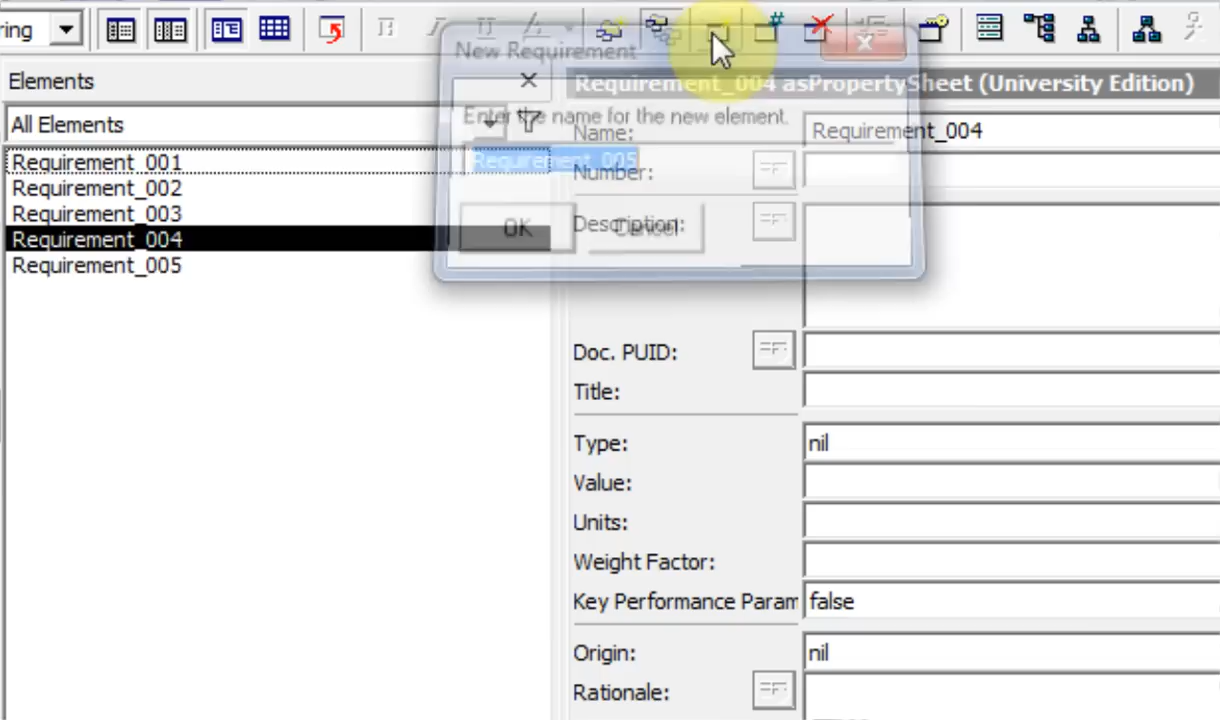 ring
New Requirement
Elements
Requirement_004 asPropertySheet (University Edition)
Enter the name for the new element.
All Elements
Name:
Requirement_004
Requirement_005
Requirement_001
Number:
Requirement_002
Requirement_003
OK
Cancel
Description:
Requirement_004
Requirement_005
Doc. PUID:
Title:
Type:
nil
Value:
Units:
Weight Factor:
Key Performance Param
false
Origin:
nil
Rationale: